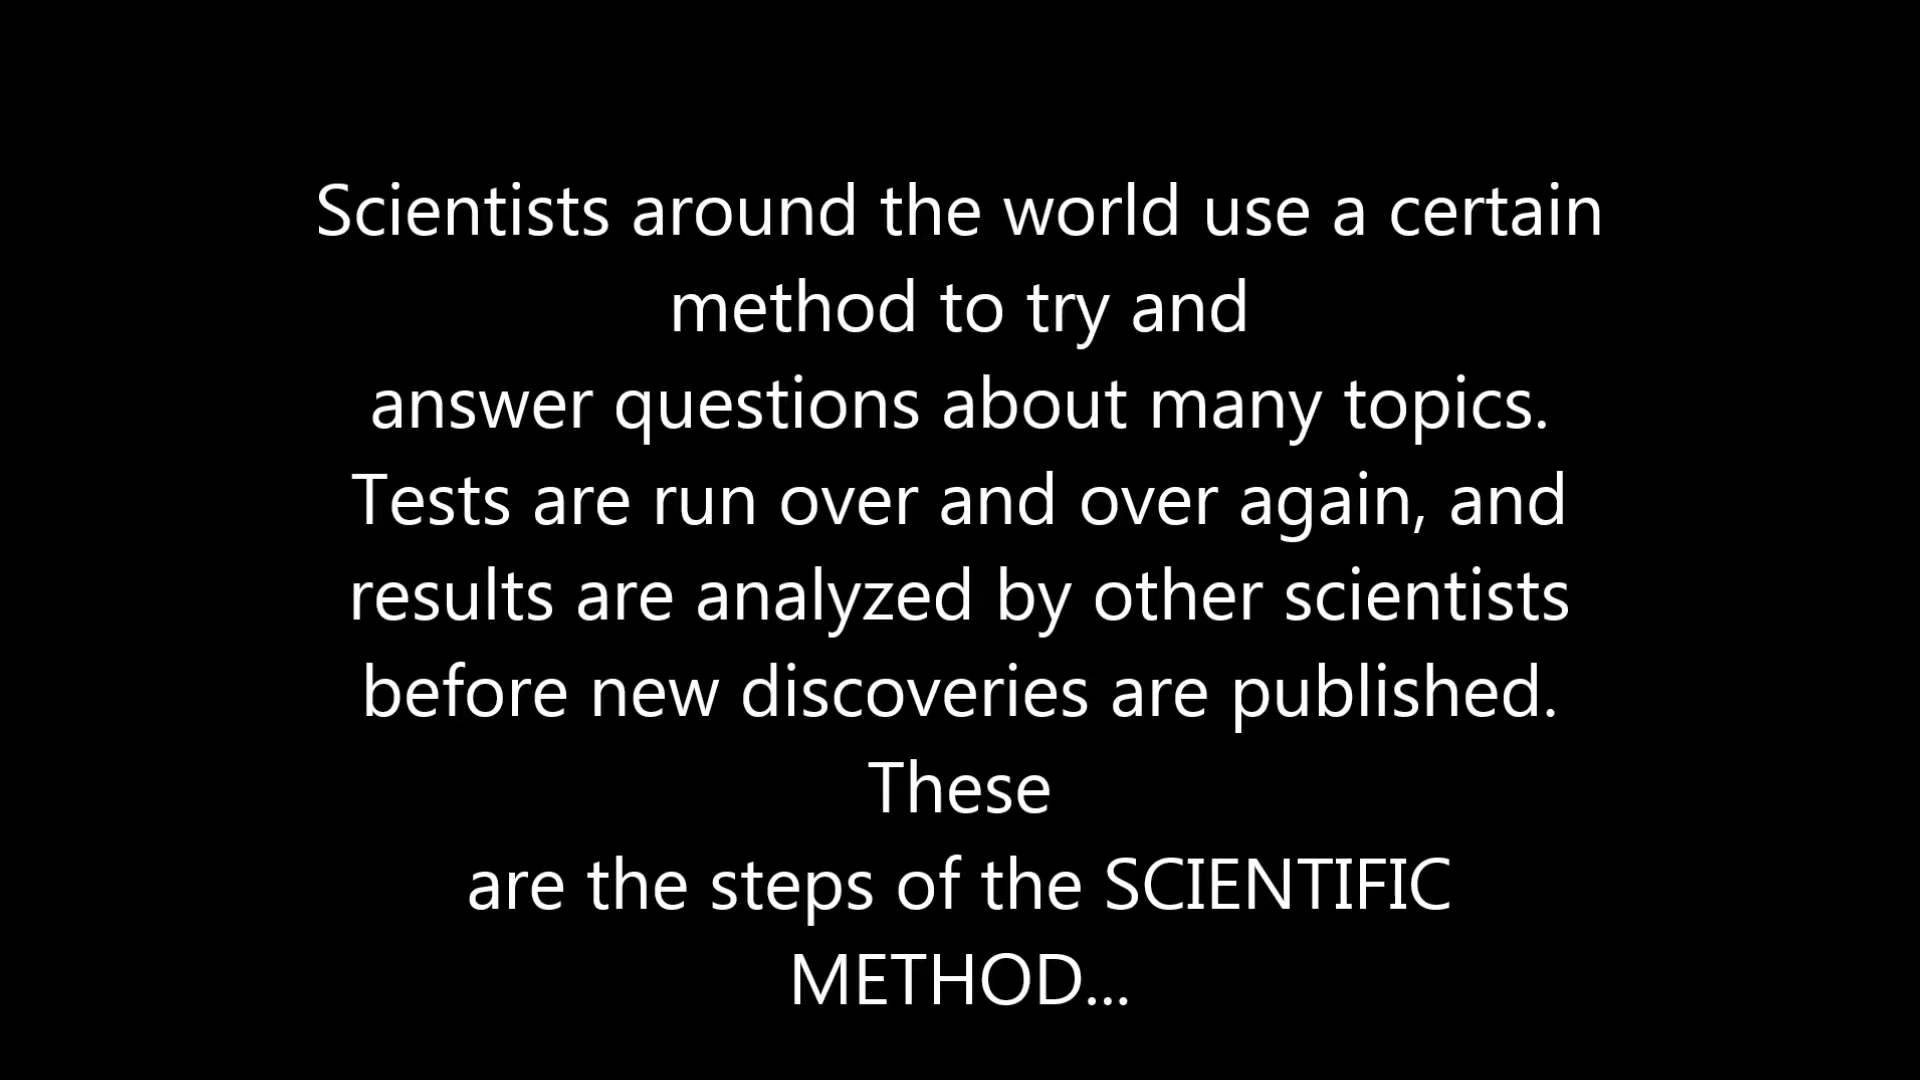 Scientists around the world use a certain
method to try and
answer questions about many topics.
Tests are run over and over again, and
results are analyzed by other scientists
before new discoveries are published.
These
are the steps of the SCIENTIFIC
METHOD...